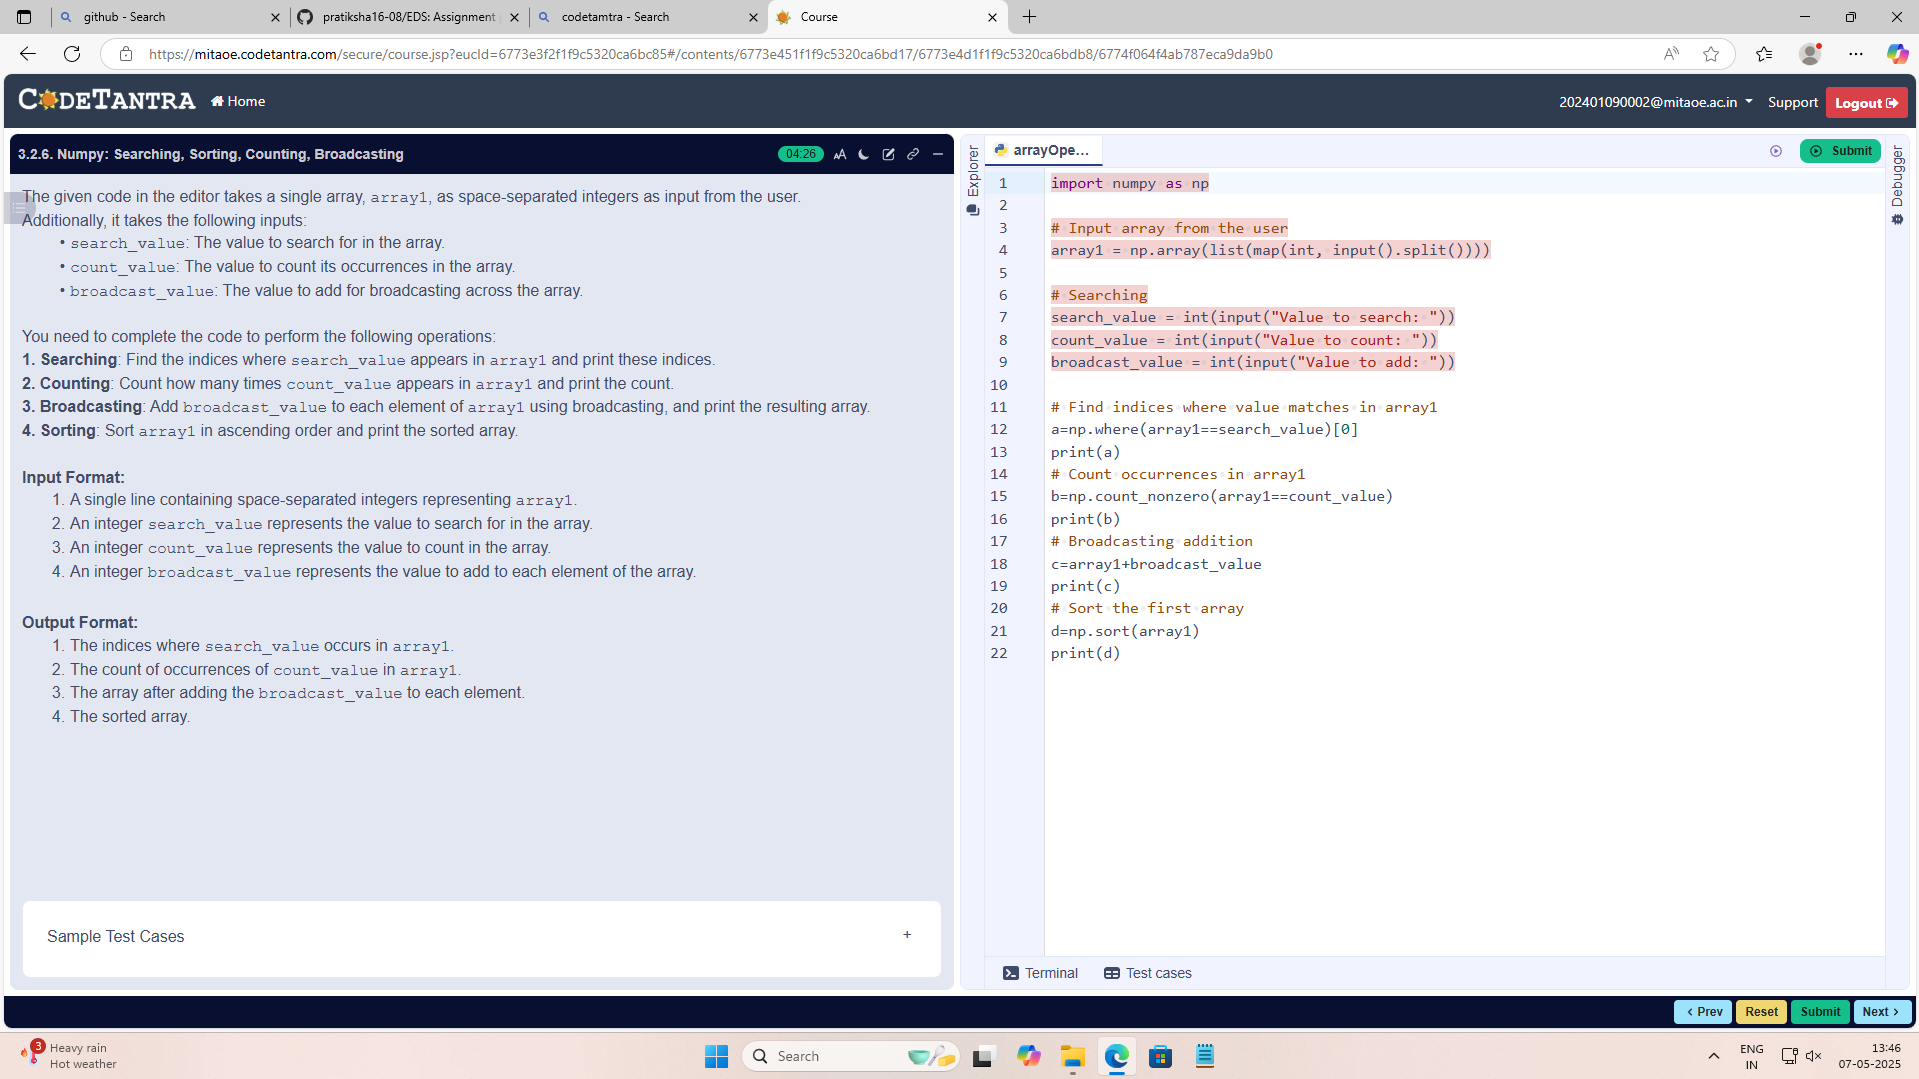 github - Search
pratiksha16-08/EDS: Assignment
codetamtra - Search
Course
https://mitaoe.codetantra.com/secure/course.jsp?eucId=6773e3f2f1f9c5320ca6bc85#/contents/6773e451f1f9c5320ca6bd17/6773e4d1f1f9c5320ca6bdb8/6774f064f4ab787eca9da9b0
CODETANTRA
Home
202401090002@mitaoe.ac.in
Support
Logout
3.2.6. Numpy: Searching, Sorting, Counting, Broadcasting
04:26
The given code in the editor takes a single array, array1, as space-separated integers as input from the user.
Additionally, it takes the following inputs:
• search_value: The value to search for in the array.
• count_value: The value to count its occurrences in the array.
• broadcast_value: The value to add for broadcasting across the array.
You need to complete the code to perform the following operations:
1. Searching: Find the indices where search_value appears in array1 and print these indices.
2. Counting: Count how many times count_value appears in array1 and print the count.
3. Broadcasting: Add broadcast_value to each element of array1 using broadcasting, and print the resulting array.
4. Sorting: Sort array1 in ascending order and print the sorted array.
Input Format:
1. A single line containing space-separated integers representing array1.
2. An integer search_value represents the value to search for in the array.
3. An integer count_value represents the value to count in the array.
4. An integer broadcast_value represents the value to add to each element of the array.
Output Format:
1. The indices where search_value occurs in array1.
2. The count of occurrences of count_value in array1.
3. The array after adding the broadcast_value to each element.
4. The sorted array.
Sample Test Cases
+
Explorer
arrayOpe...
Submit
Debugger
1 import numpy as np
2
3 # Input array from the user
4 array1 = np.array(list(map(int, input().split())))
5
6 # Searching
7 search_value = int(input("Value to search: "))
8 count_value = int(input("Value to count: "))
9 broadcast_value = int(input("Value to add: "))
10
11 # Find indices where value matches in array1
12 a=np.where(array1==search_value)[0]
13 print(a)
14 # Count occurrences in array1
15 b=np.count_nonzero(array1==count_value)
16 print(b)
17 # Broadcasting addition
18 c=array1+broadcast_value
19 print(c)
20 # Sort the first array
21 d=np.sort(array1)
22 print(d)
Terminal
Test cases
< Prev
Reset
Submit
Next >
3
Heavy rain
Hot weather
Search
ENG
IN
13:46
07-05-2025